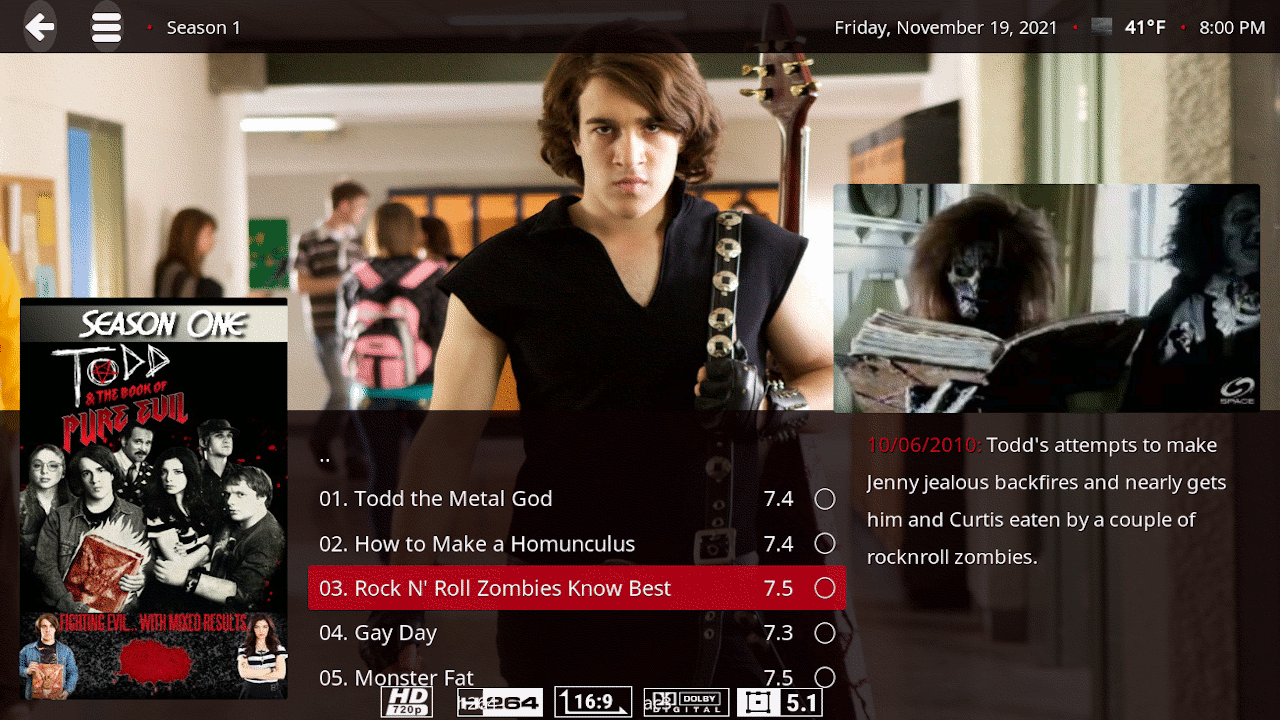 Season 1
Friday, November 19, 2021 • 41°F • 8:00 PM
SEASON ONE
TODD
& THE BOOK OF
PURE EVIL
FIGHTING EVIL... WITH MIXED RESULTS
..
01. Todd the Metal God 7.4
02. How to Make a Homunculus 7.4
03. Rock N' Roll Zombies Know Best 7.5
04. Gay Day 7.3
05. Monster Fat 7.5
SPACE
10/06/2010: Todd's attempts to make
Jenny jealous backfires and nearly gets
him and Curtis eaten by a couple of
rocknroll zombies.
HD
720p
264
16:9
DOLBY
DIGITAL
5.1